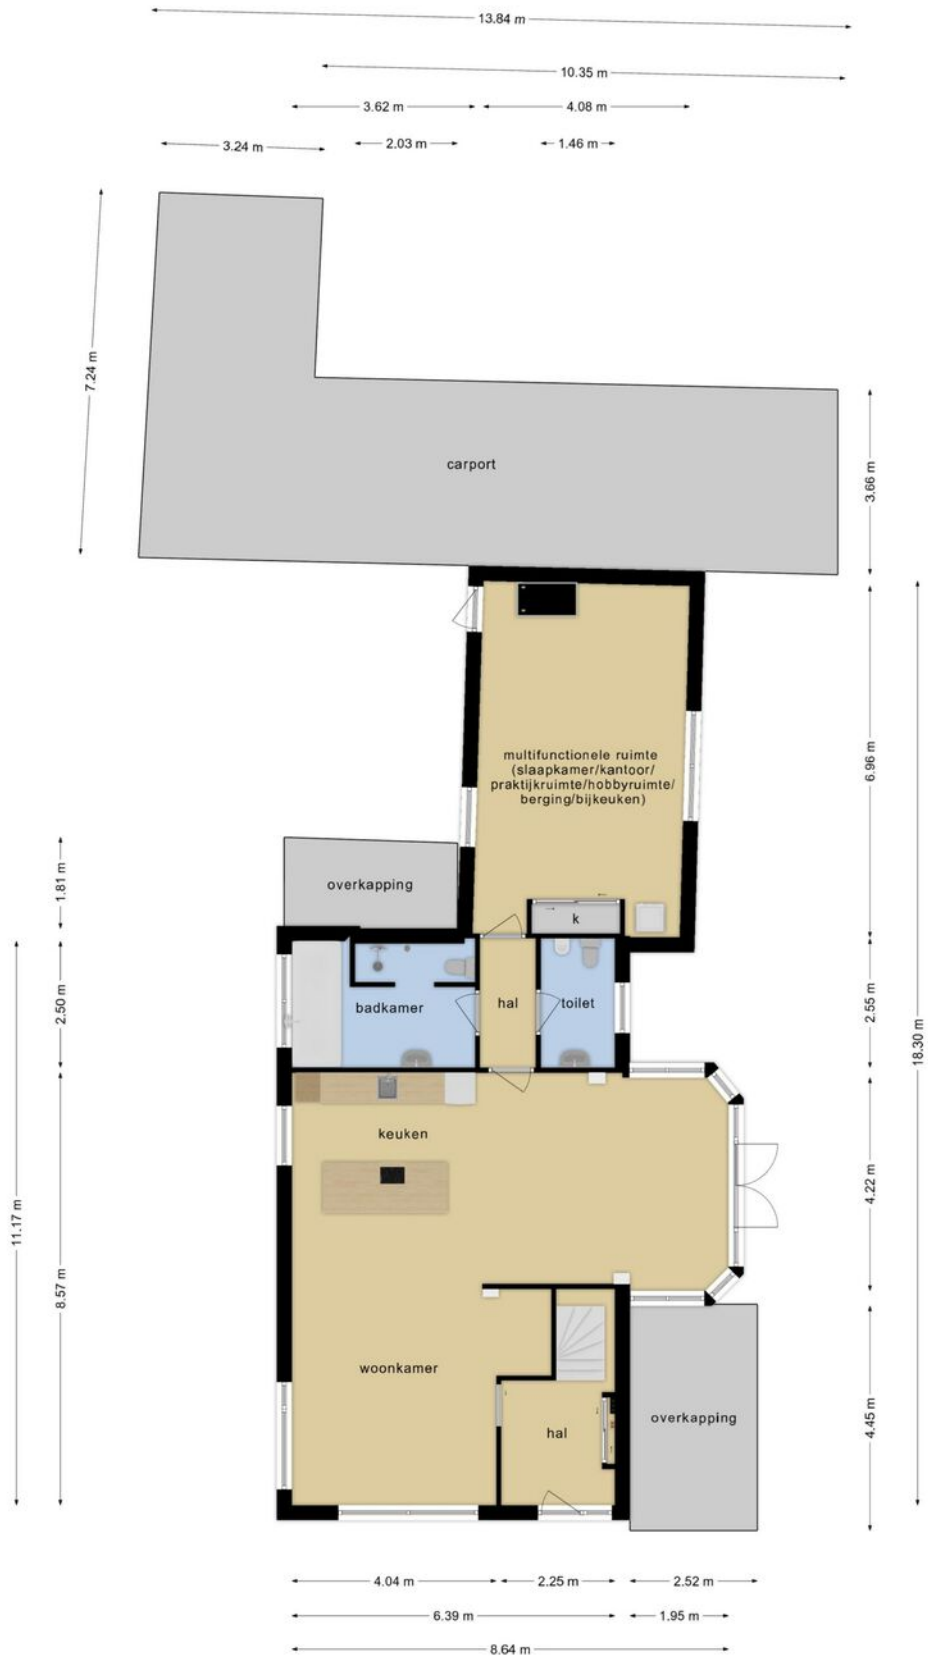 13.84 m
10.35 m
3.62 m
4.08 m
3.24 m
2.03 m
1.46 m
7.24 m
3.66 m
carport
multifunctionele ruimte
(slaapkamer/kantoor/
praktijkruimte/hobbyruimte/
berging/bijkeuken)
6.96 m
1.81 m
overkapping
k
2.50 m
badkamer
hal
toilet
2.55 m
18.30 m
keuken
4.22 m
11.17 m
8.57 m
woonkamer
hal
overkapping
4.45 m
4.04 m
2.25 m
2.52 m
6.39 m
1.95 m
8.64 m